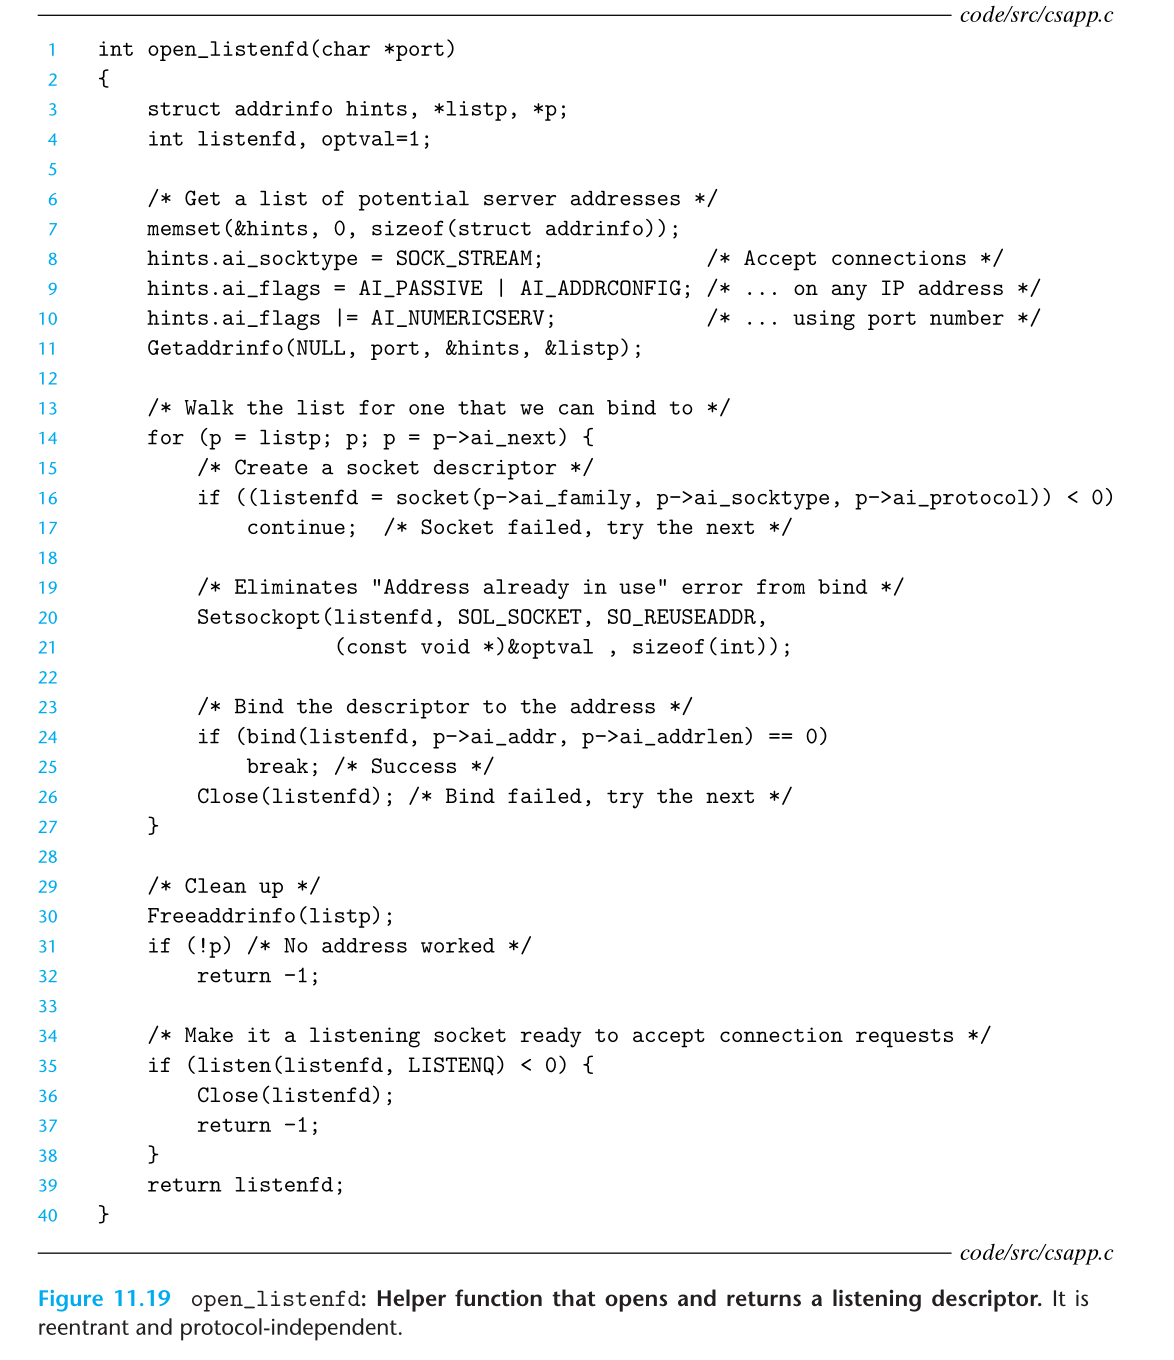 code/src/csapp.c
1 int open_listenfd(char *port)
2 {
3 struct addrinfo hints, *listp, *p;
4 int listenfd, optval=1;
5
6 /* Get a list of potential server addresses */
7 memset(&hints, 0, sizeof(struct addrinfo));
8 hints.ai_socktype = SOCK_STREAM; /* Accept connections */
9 hints.ai_flags = AI_PASSIVE | AI_ADDRCONFIG; /* ... on any IP address */
10 hints.ai_flags |= AI_NUMERICSERV; /* ... using port number */
11 Getaddrinfo(NULL, port, &hints, &listp);
12
13 /* Walk the list for one that we can bind to */
14 for (p = listp; p; p = p->ai_next) {
15 /* Create a socket descriptor */
16 if ((listenfd = socket(p->ai_family, p->ai_socktype, p->ai_protocol)) < 0)
17 continue; /* Socket failed, try the next */
18
19 /* Eliminates "Address already in use" error from bind */
20 Setsockopt(listenfd, SOL_SOCKET, SO_REUSEADDR,
21 (const void *)&optval , sizeof(int));
22
23 /* Bind the descriptor to the address */
24 if (bind(listenfd, p->ai_addr, p->ai_addrlen) == 0)
25 break; /* Success */
26 Close(listenfd); /* Bind failed, try the next */
27 }
28
29 /* Clean up */
30 Freeaddrinfo(listp);
31 if (!p) /* No address worked */
32 return -1;
33
34 /* Make it a listening socket ready to accept connection requests */
35 if (listen(listenfd, LISTENQ) < 0) {
36 Close(listenfd);
37 return -1;
38 }
39 return listenfd;
40 }
code/src/csapp.c
Figure 11.19 open_listenfd: Helper function that opens and returns a listening descriptor. It is
reentrant and protocol-independent.